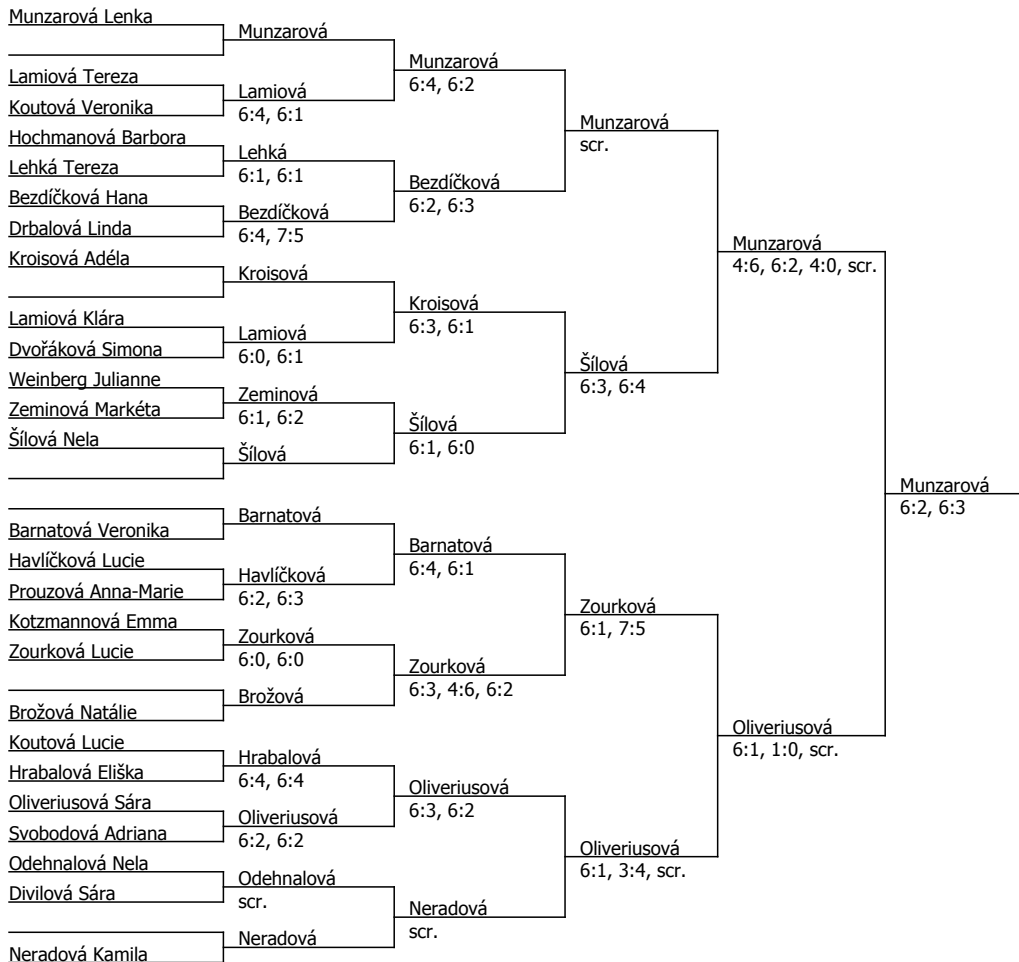 Munzarová Lenka
Munzarová
Munzarová
6:4, 6:2
Lamiová Tereza
Lamiová
6:4, 6:1
Koutová Veronika
Munzarová
scr.
Hochmanová Barbora
Lehká
6:1, 6:1
Lehká Tereza
Bezdíčková
6:2, 6:3
Bezdíčková Hana
Bezdíčková
6:4, 7:5
Drbalová Linda
Munzarová
4:6, 6:2, 4:0, scr.
Kroisová Adéla
Kroisová
Kroisová
6:3, 6:1
Lamiová Klára
Lamiová
6:0, 6:1
Dvořáková Simona
Šílová
6:3, 6:4
Weinberg Julianne
Zeminová
6:1, 6:2
Zeminová Markéta
Šílová
6:1, 6:0
Šílová Nela
Šílová
Munzarová
6:2, 6:3
Barnatová
Barnatová Veronika
Barnatová
6:4, 6:1
Havlíčková Lucie
Havlíčková
6:2, 6:3
Prouzová Anna-Marie
Zourková
6:1, 7:5
Kotzmannová Emma
Zourková
6:0, 6:0
Zourková Lucie
Zourková
6:3, 4:6, 6:2
Brožová
Brožová Natálie
Oliveriusová
6:1, 1:0, scr.
Koutová Lucie
Hrabalová
6:4, 6:4
Hrabalová Eliška
Oliveriusová
6:3, 6:2
Oliveriusová Sára
Oliveriusová
6:2, 6:2
Svobodová Adriana
Oliveriusová
6:1, 3:4, scr.
Odehnalová Nela
Odehnalová
scr.
Divilová Sára
Neradová
scr.
Neradová
Neradová Kamila